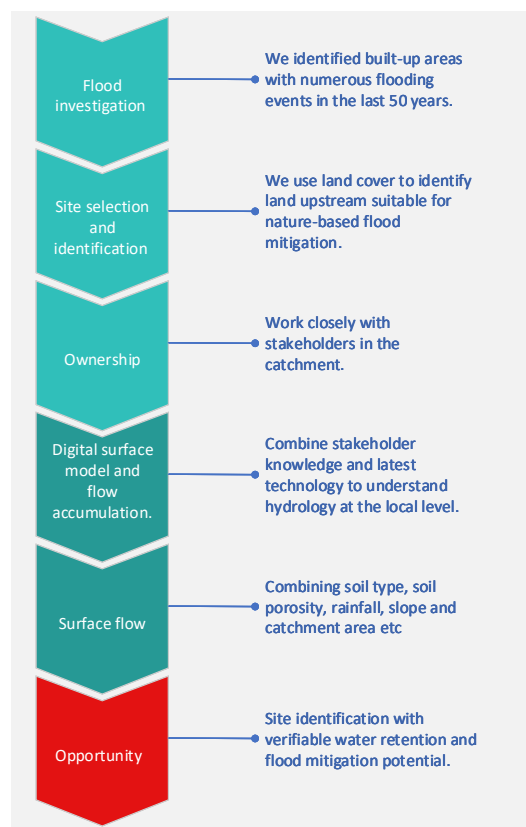 Flood
investigation
We identified built-up areas
with numerous flooding
events in the last 50 years.
Site selection
and
identification
We use land cover to identify
land upstream suitable for
nature-based flood
mitigation.
Ownership
Work closely with
stakeholders in the
catchment.
Digital surface
model and
flow
accumulation.
Combine stakeholder
knowledge and latest
technology to understand
hydrology at the local level.
Surface flow
Combining soil type, soil
porosity, rainfall, slope and
catchment area etc
Opportunity
Site identification with
verifiable water retention and
flood mitigation potential.